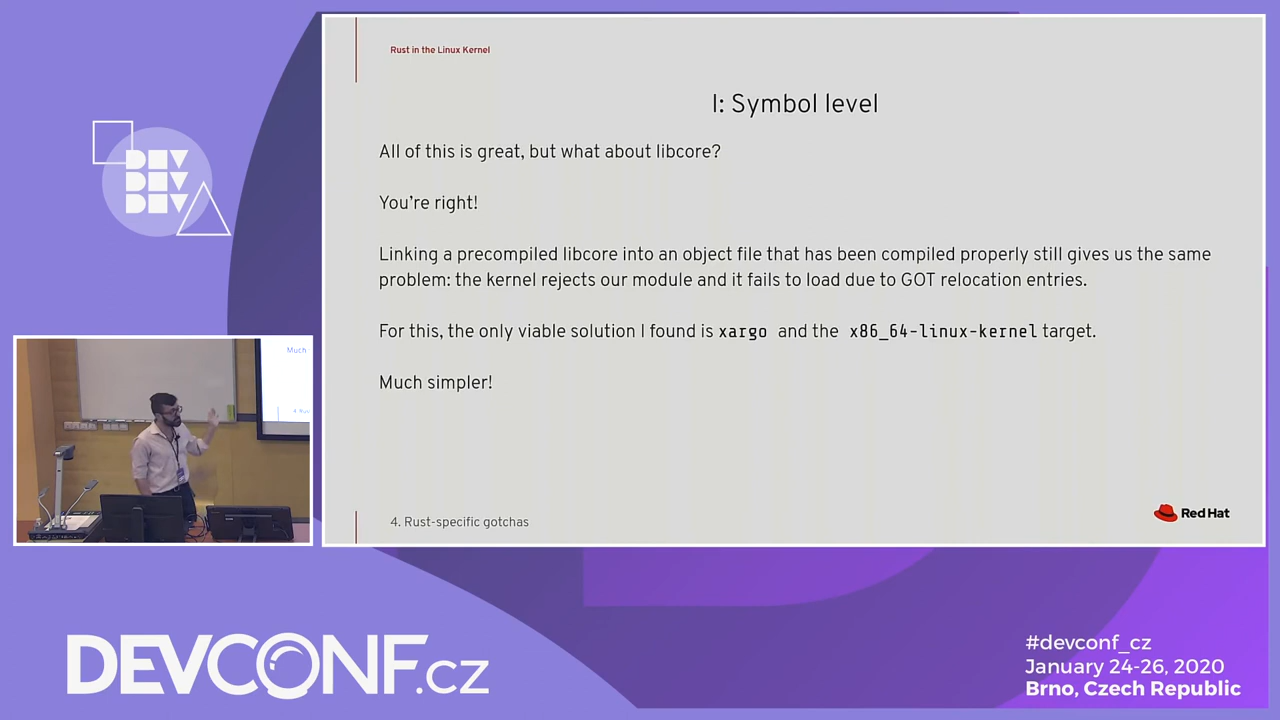 DEV
DEV
DEV
Rust in the Linux Kernel
I: Symbol level
All of this is great, but what about libcore?
You’re right!
Linking a precompiled libcore into an object file that has been compiled properly still gives us the same
problem: the kernel rejects our module and it fails to load due to GOT relocation entries.
For this, the only viable solution I found is xargo and the x86_64-linux-kernel target.
Much simpler!
4. Rust-specific gotchas
Red Hat
Much
DEVCONF.cz
#devconf_cz
January 24-26, 2020
Brno, Czech Republic